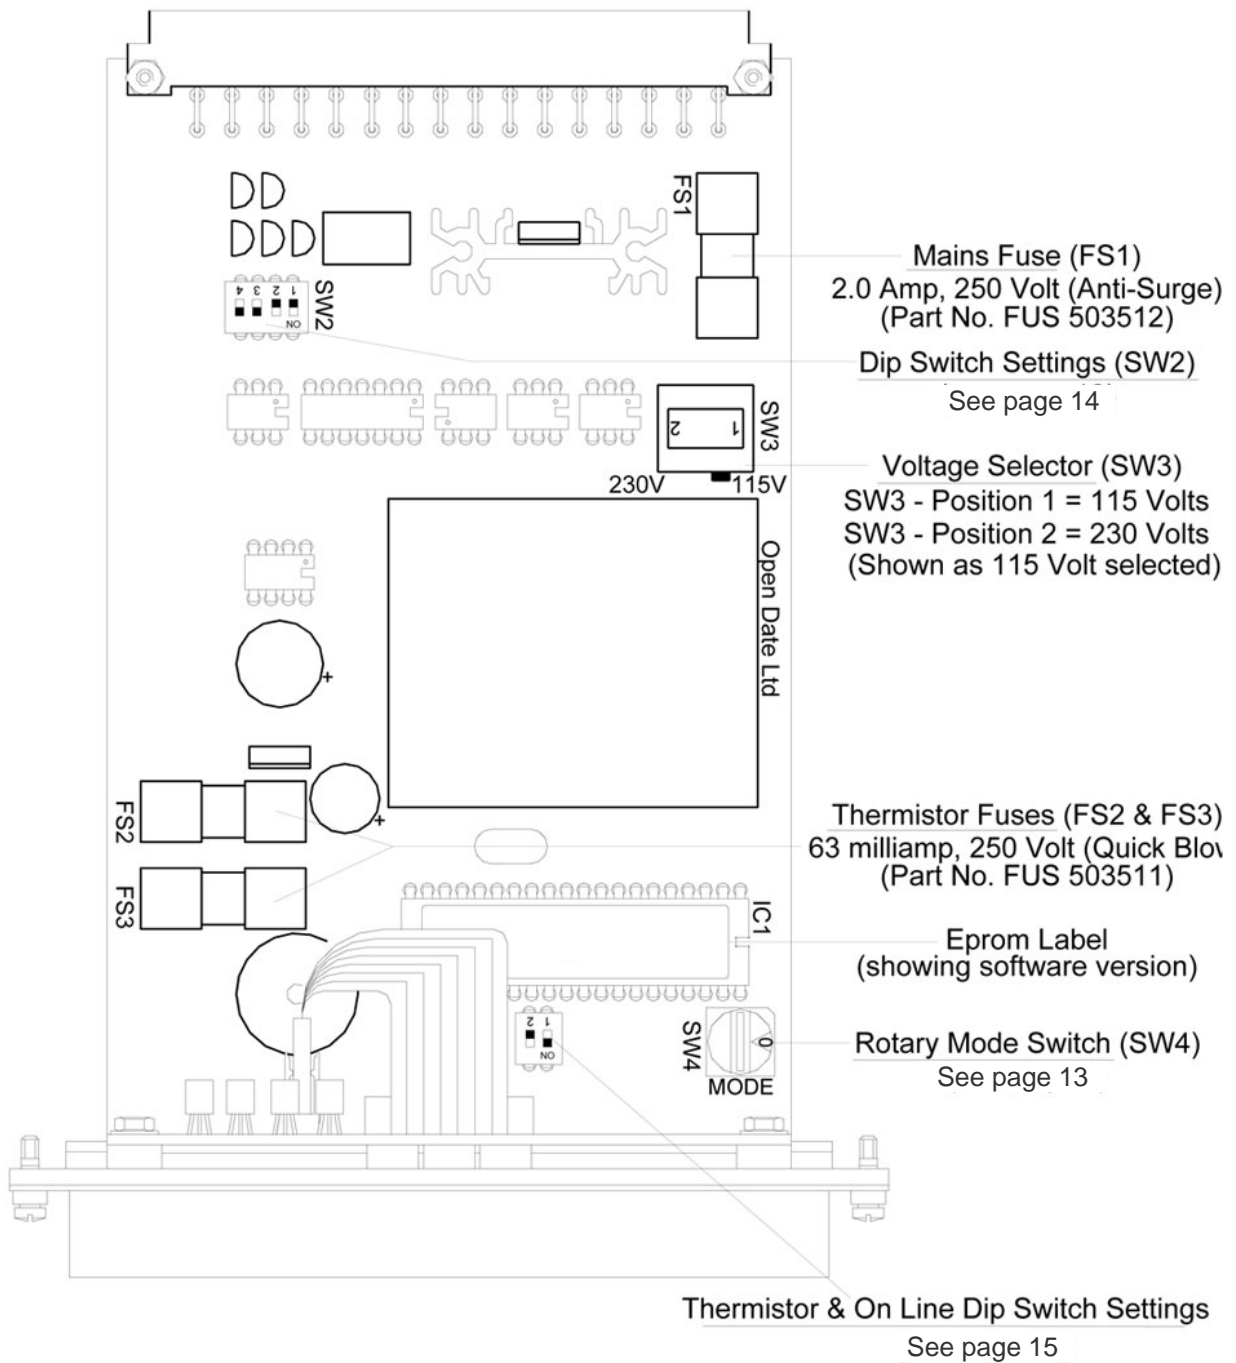 FS1
Mains Fuse (FS1)
2.0 Amp, 250 Volt (Anti-Surge)
(Part No. FUS 503512)
4 3 2 1
ON
SW2
Dip Switch Settings (SW2)
See page 14
2 1
SW3
230V 115V
Voltage Selector (SW3)
SW3 - Position 1 = 115 Volts
SW3 - Position 2 = 230 Volts
(Shown as 115 Volt selected)
Open Date Ltd
+
+
FS2
FS3
Thermistor Fuses (FS2 & FS3)
63 milliamp, 250 Volt (Quick Blov
(Part No. FUS 503511)
IC1
Eprom Label
(showing software version)
2 1
ON
SW4
0
MODE
Rotary Mode Switch (SW4)
See page 13
Thermistor & On Line Dip Switch Settings
See page 15